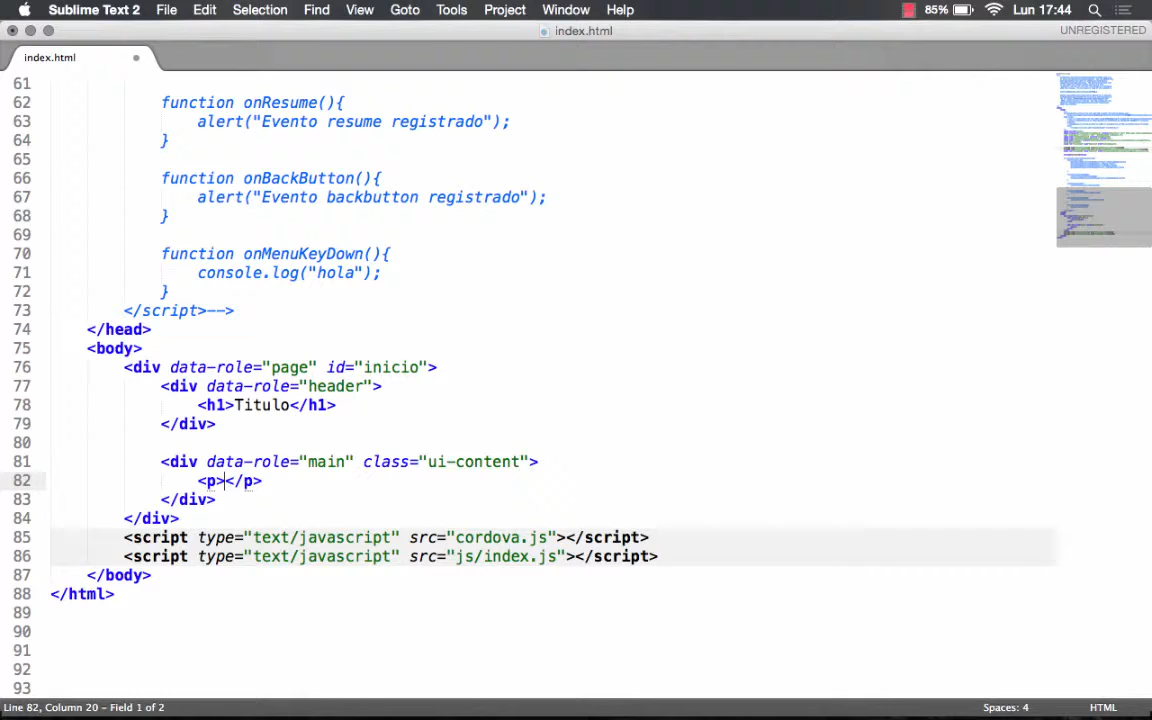 Sublime Text 2 File Edit Selection Find View Goto Tools Project Window Help 85% Lun 17:44
index.html UNREGISTERED
index.html
61
62 function onResume(){
63 alert("Evento resume registrado");
64 }
65
66 function onBackButton(){
67 alert("Evento backbutton registrado");
68 }
69
70 function onMenuKeyDown(){
71 console.log("hola");
72 }
73 </script>-->
74 </head>
75 <body>
76 <div data-role="page" id="inicio">
77 <div data-role="header">
78 <h1>Titulo</h1>
79 </div>
80
81 <div data-role="main" class="ui-content">
82 <p></p>
83 </div>
84 </div>
85 <script type="text/javascript" src="cordova.js"></script>
86 <script type="text/javascript" src="js/index.js"></script>
87 </body>
88 </html>
89
90
91
92
93
Line 82, Column 20 - Field 1 of 2 Spaces: 4 HTML